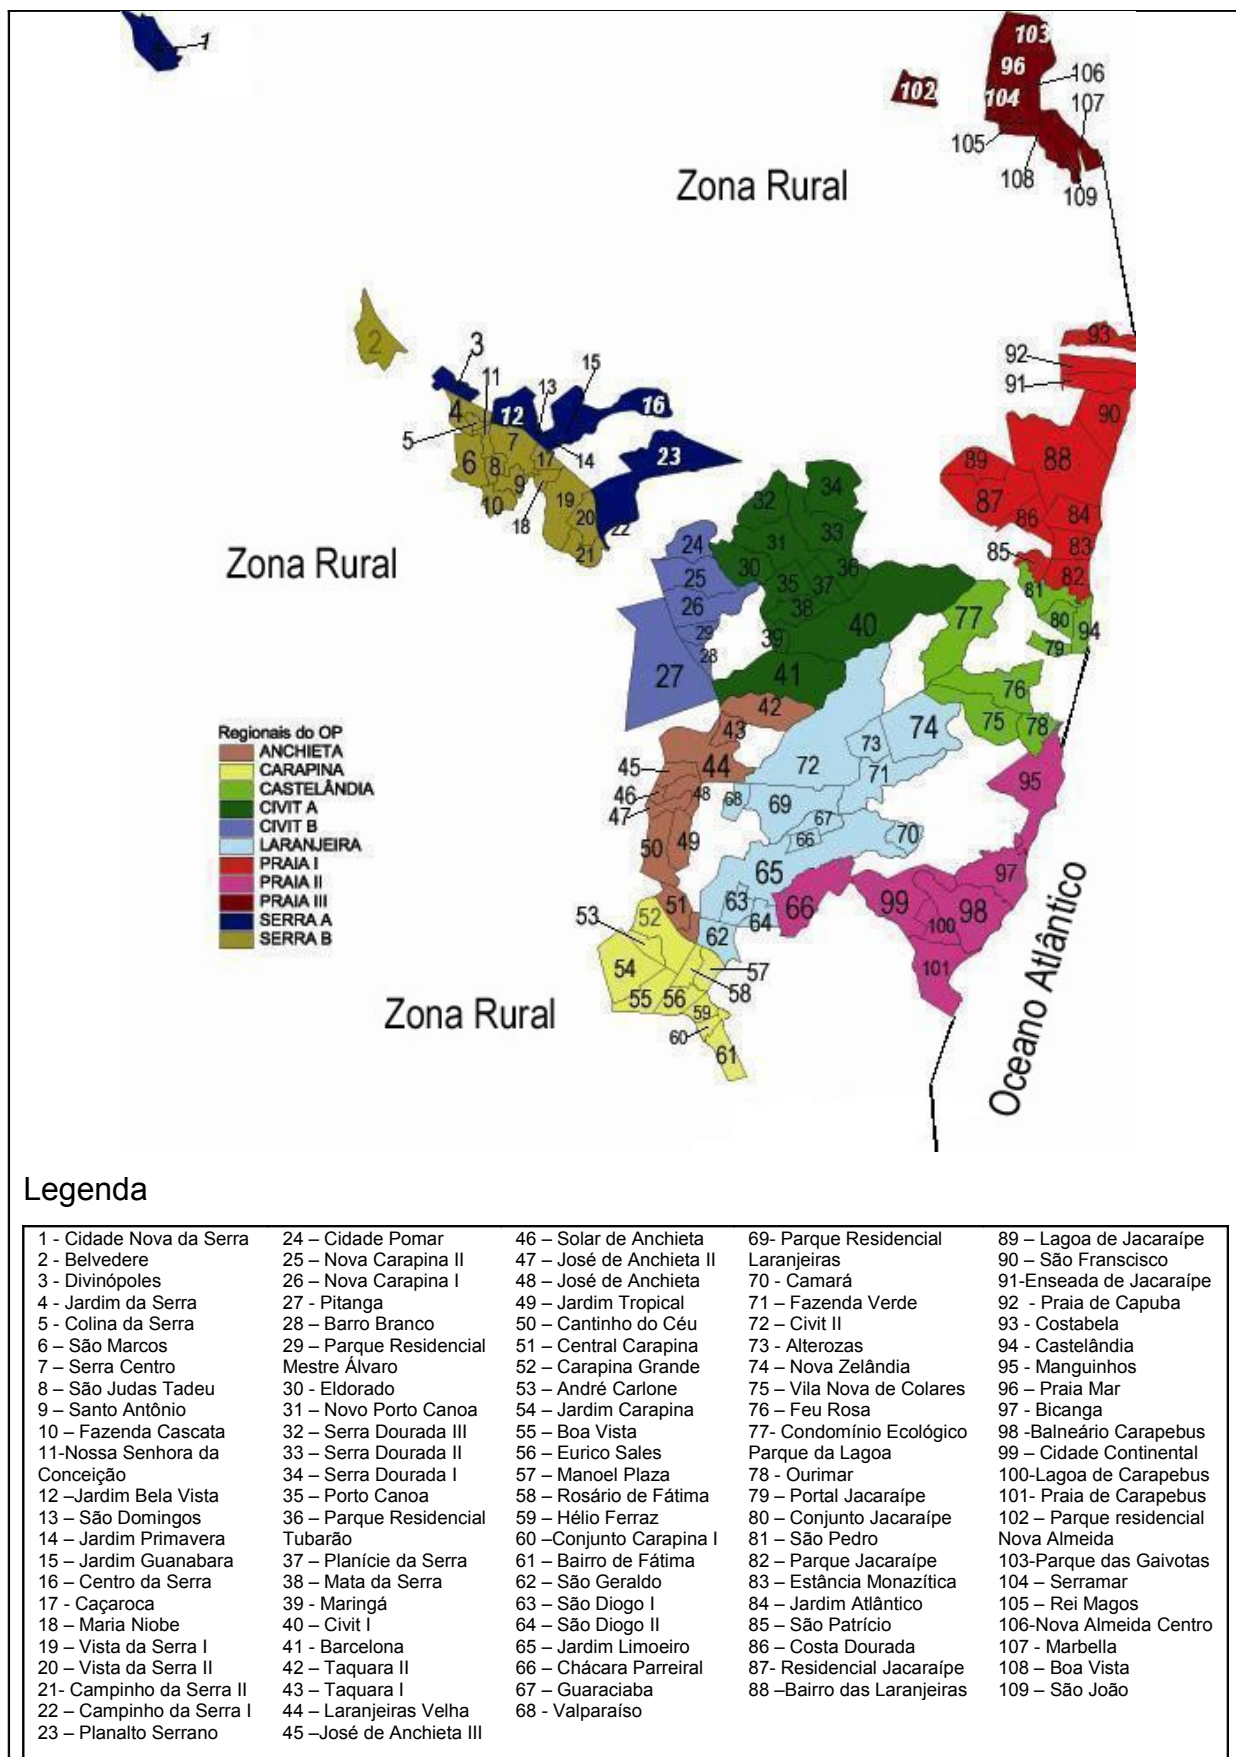 1
103
96
106
102
104
107
105
108
109
Zona Rural
93
92
91
90
2
3
11
15
13
16
4
12
5
7
14
23
6
8
17
9
10
18
19
20
22
21
88
89
87
86
84
85
83
82
81
80
94
79
34
32
33
24
31
30
36
25
35
37
26
38
77
29
39
40
28
27
41
Zona Rural
76
42
75
78
43
74
73
45
44
72
71
95
46
48
68
69
47
67
66
70
50
49
65
97
63
66
99
98
51
64
100
53
52
62
101
54
57
58
55
56
59
60
61
Regionais do OP
ANCHIETA
CARAPINA
CASTELÂNDIA
CIVIT A
CIVIT B
LARANJEIRA
PRAIA I
PRAIA II
PRAIA III
SERRA A
SERRA B
Zona Rural
Oceano Atlântico
Legenda
1 - Cidade Nova da Serra
2 - Belvedere
3 - Divinópoles
4 - Jardim da Serra
5 - Colina da Serra
6 – São Marcos
7 – Serra Centro
8 – São Judas Tadeu
9 – Santo Antônio
10 – Fazenda Cascata
11-Nossa Senhora da
Conceição
12 –Jardim Bela Vista
13 – São Domingos
14 – Jardim Primavera
15 – Jardim Guanabara
16 – Centro da Serra
17 - Caçaroca
18 – Maria Niobe
19 – Vista da Serra I
20 – Vista da Serra II
21- Campinho da Serra II
22 – Campinho da Serra I
23 – Planalto Serrano
24 – Cidade Pomar
25 – Nova Carapina II
26 – Nova Carapina I
27 - Pitanga
28 – Barro Branco
29 – Parque Residencial
Mestre Álvaro
30 - Eldorado
31 – Novo Porto Canoa
32 – Serra Dourada III
33 – Serra Dourada II
34 – Serra Dourada I
35 – Porto Canoa
36 – Parque Residencial
Tubarão
37 – Planície da Serra
38 – Mata da Serra
39 - Maringá
40 – Civit I
41 - Barcelona
42 – Taquara II
43 – Taquara I
44 – Laranjeiras Velha
45 –José de Anchieta III
46 – Solar de Anchieta
47 – José de Anchieta II
48 – José de Anchieta
49 – Jardim Tropical
50 – Cantinho do Céu
51 – Central Carapina
52 – Carapina Grande
53 – André Carlone
54 – Jardim Carapina
55 – Boa Vista
56 – Eurico Sales
57 – Manoel Plaza
58 – Rosário de Fátima
59 – Hélio Ferraz
60 –Conjunto Carapina I
61 – Bairro de Fátima
62 – São Geraldo
63 – São Diogo I
64 – São Diogo II
65 – Jardim Limoeiro
66 – Chácara Parreiral
67 – Guaraciaba
68 - Valparaíso
69- Parque Residencial
Laranjeiras
70 - Camará
71 – Fazenda Verde
72 – Civit II
73 - Alterozas
74 – Nova Zelândia
75 – Vila Nova de Colares
76 – Feu Rosa
77- Condomínio Ecológico
Parque da Lagoa
78 - Ourimar
79 – Portal Jacaraípe
80 – Conjunto Jacaraípe
81 – São Pedro
82 – Parque Jacaraípe
83 – Estância Monazítica
84 – Jardim Atlântico
85 – São Patrício
86 – Costa Dourada
87- Residencial Jacaraípe
88 –Bairro das Laranjeiras
89 – Lagoa de Jacaraípe
90 – São Franscisco
91-Enseada de Jacaraípe
92 - Praia de Capuba
93 - Costabela
94 - Castelândia
95 - Manguinhos
96 – Praia Mar
97 - Bicanga
98 -Balneário Carapebus
99 – Cidade Continental
100-Lagoa de Carapebus
101- Praia de Carapebus
102 – Parque residencial
Nova Almeida
103-Parque das Gaivotas
104 – Serramar
105 – Rei Magos
106-Nova Almeida Centro
107 - Marbella
108 – Boa Vista
109 – São João